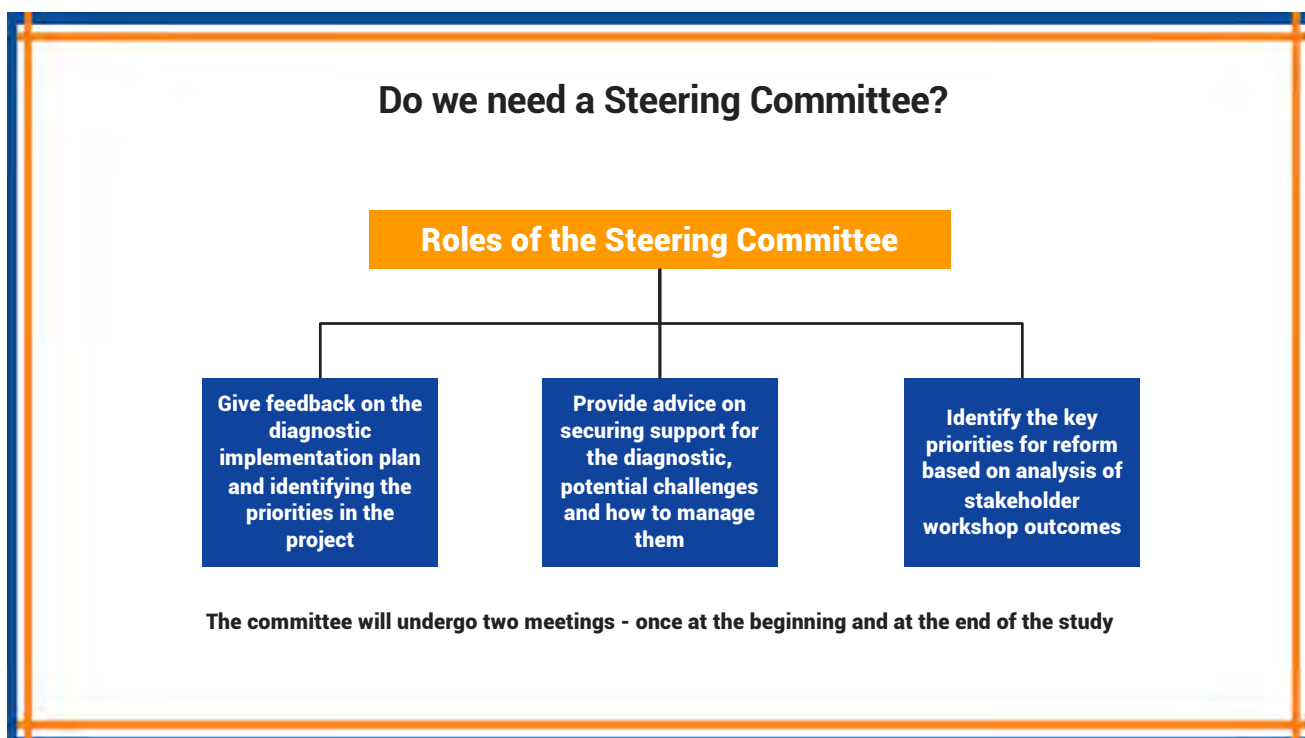 Do we need a Steering Committee?
Roles of the Steering Committee
Give feedback on the
diagnostic
implementation plan
and identifying the
priorities in the
project
Provide advice on
securing support for
the diagnostic,
potential challenges
and how to manage
them
Identify the key
priorities for reform
based on analysis of
stakeholder
workshop outcomes
The committee will undergo two meetings - once at the beginning and at the end of the study